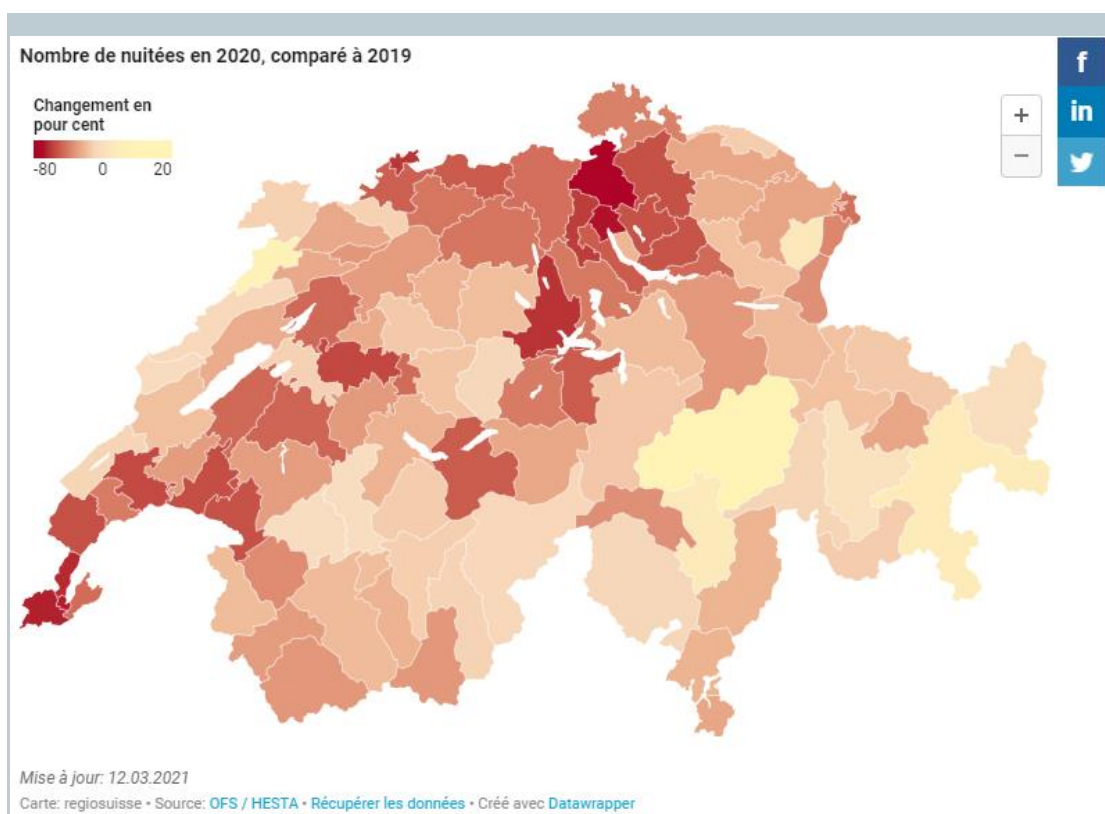 Nombre de nuitées en 2020, comparé à 2019
Changement en
pour cent
-80 0 20
+
−
f
in
Mise à jour: 12.03.2021
Carte: regiosuisse • Source: OFS / HESTA • Récupérer les données • Créé avec Datawrapper